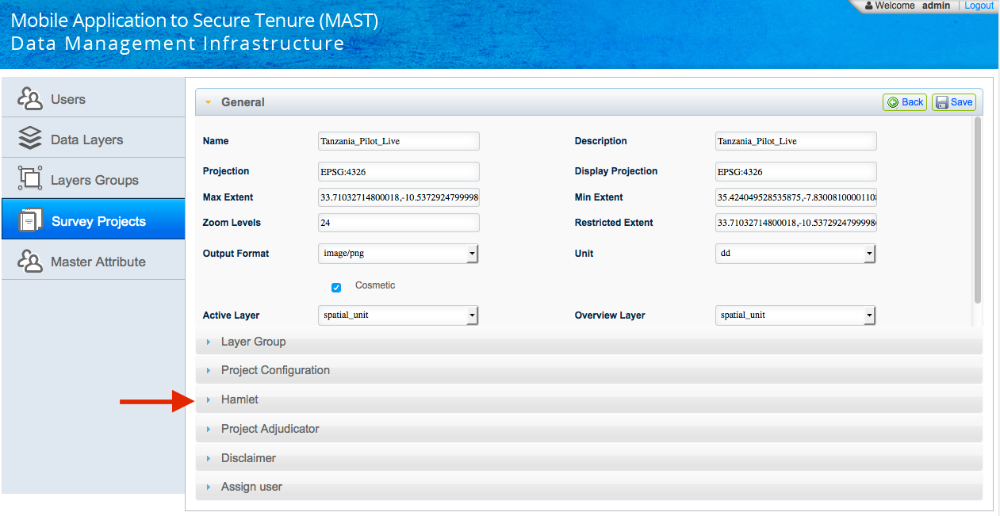 Welcome admin Logout
Mobile Application to Secure Tenure (MAST)
Data Management Infrastructure
Users
Data Layers
Layers Groups
Survey Projects
Master Attribute
General Back Save
Name Tanzania_Pilot_Live Description Tanzania_Pilot_Live
Projection EPSG:4326 Display Projection EPSG:4326
Max Extent 33.71032714800018,-10.5372924799998 Min Extent 35.424049528535875,-7.8300810000110
Zoom Levels 24 Restricted Extent 33.71032714800018,-10.5372924799998
Output Format image/png Unit dd
Cosmetic
Active Layer spatial_unit Overview Layer spatial_unit
Layer Group
Project Configuration
Hamlet
Project Adjudicator
Disclaimer
Assign user